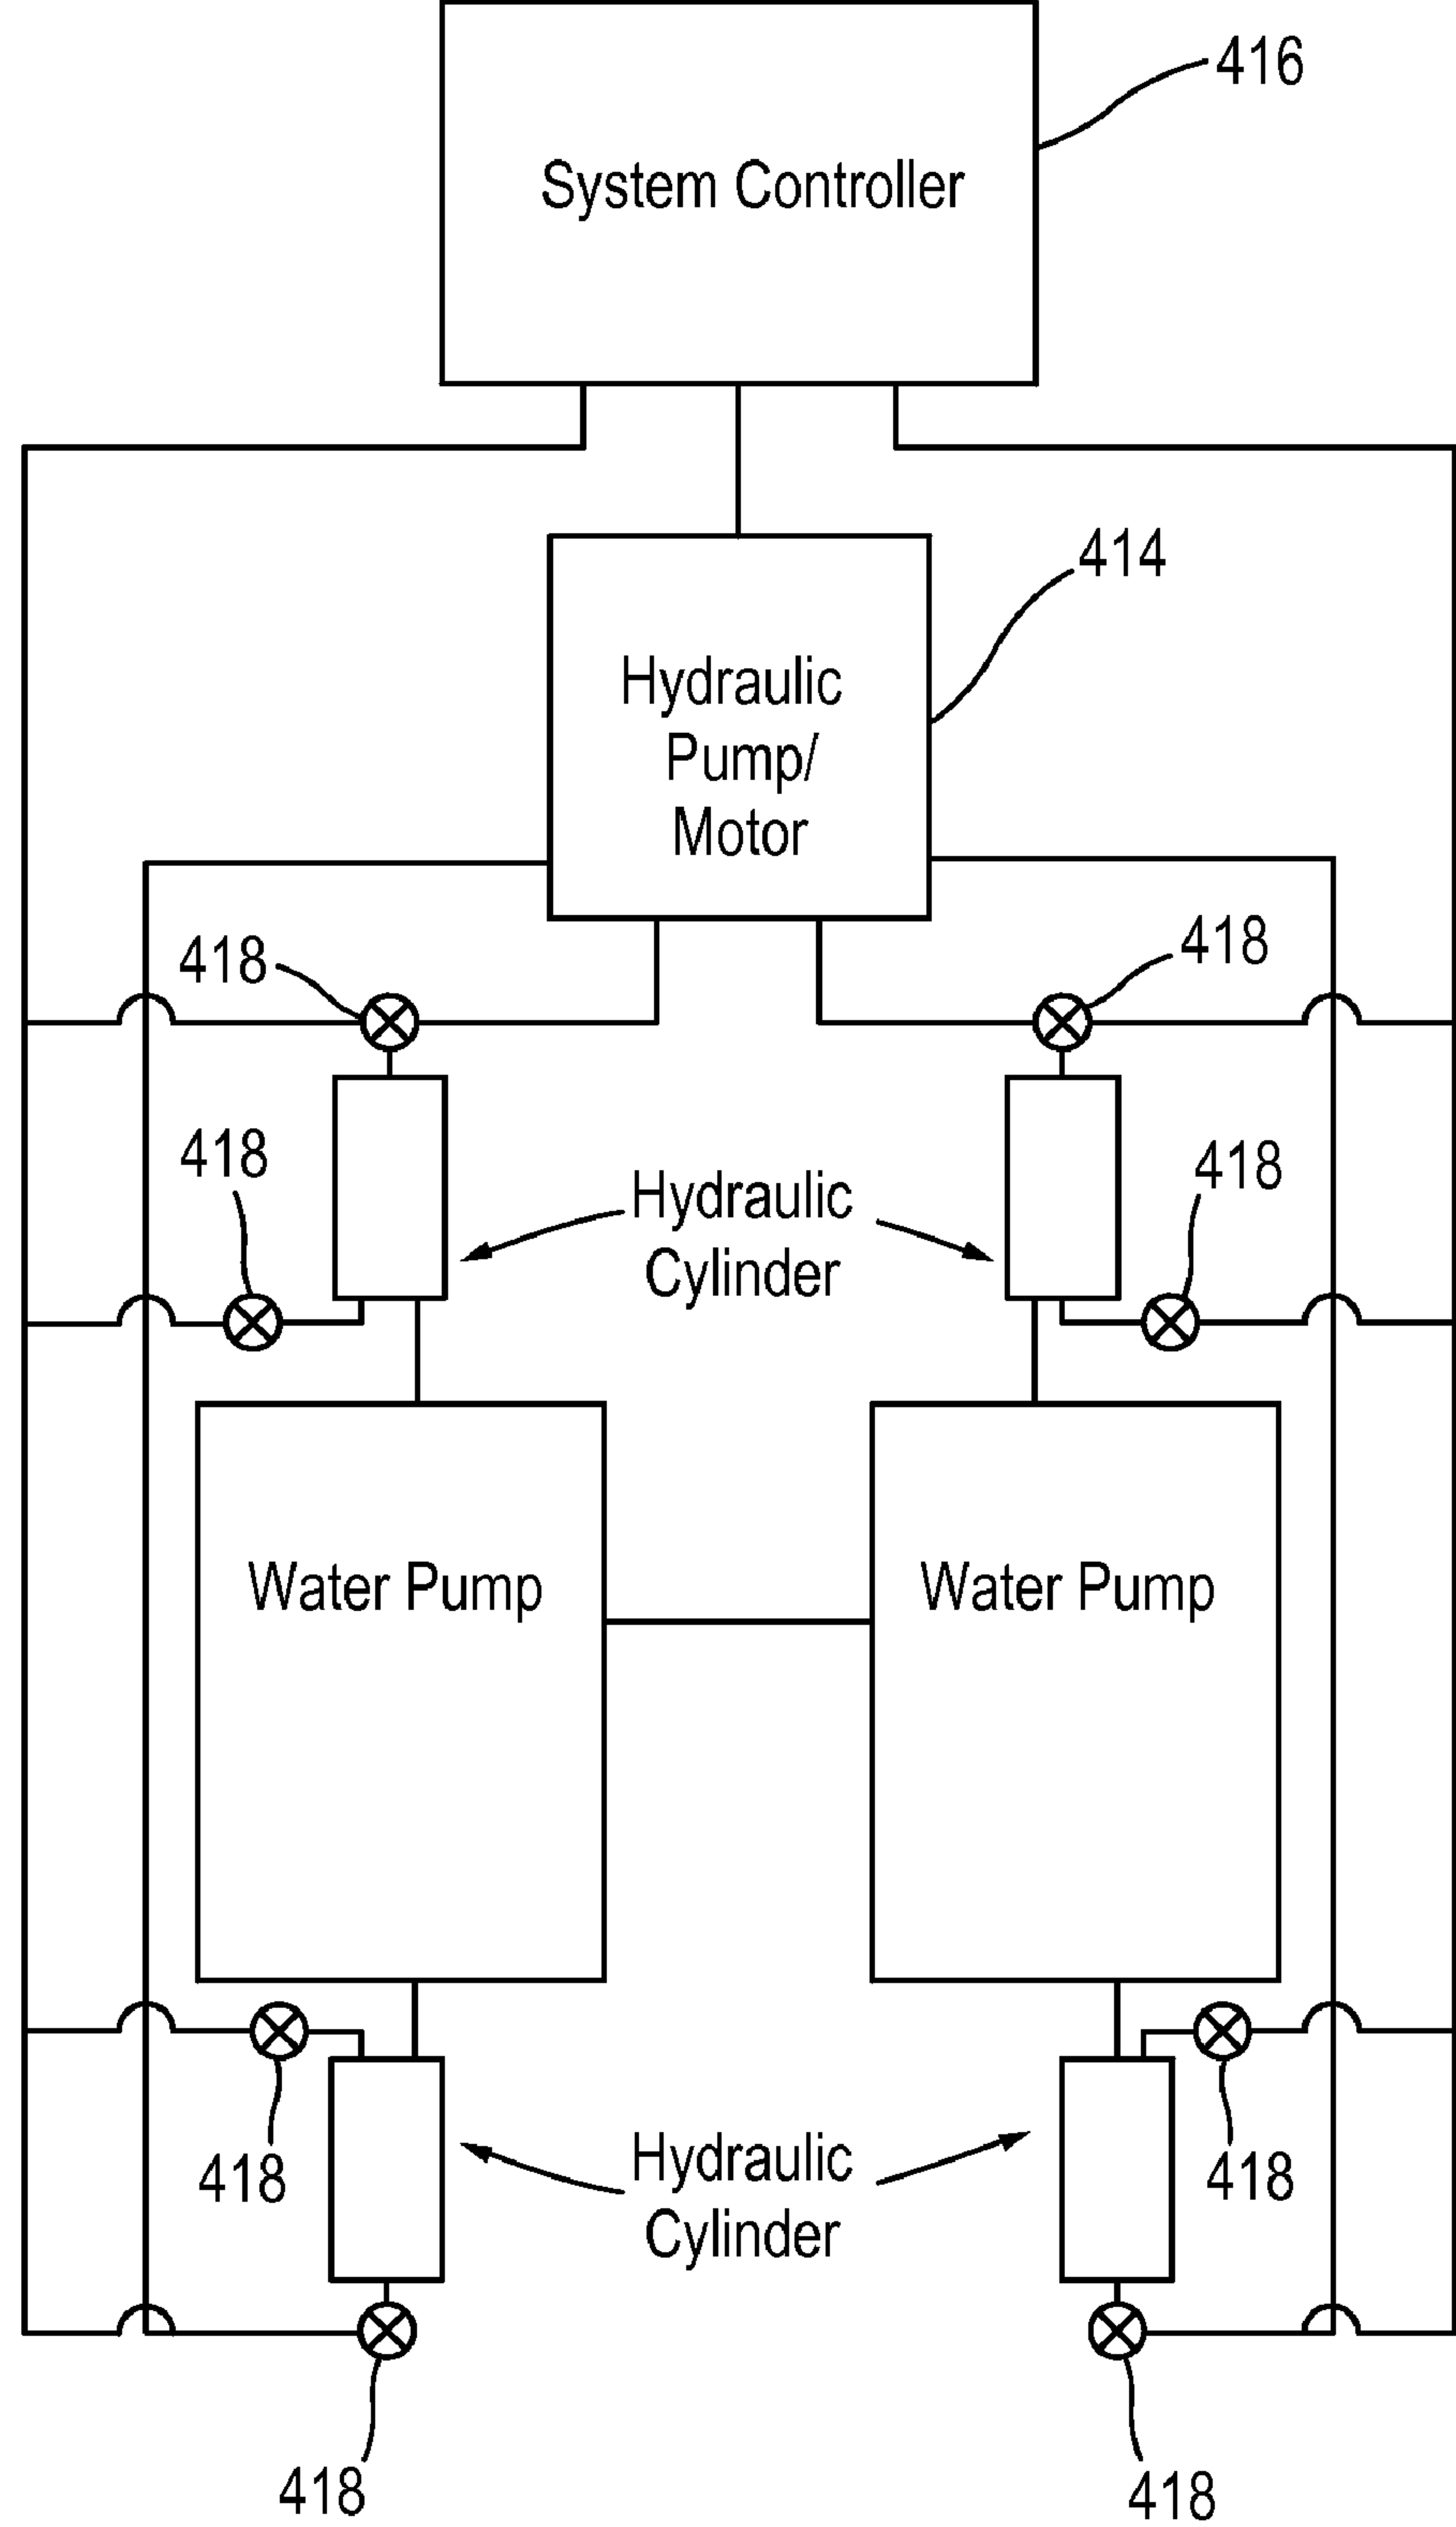 416
System Controller
414
Hydraulic
Pump/
Motor
418
418
418
418
Hydraulic
Cylinder
Water Pump
Water Pump
418
418
Hydraulic
Cylinder
418
418